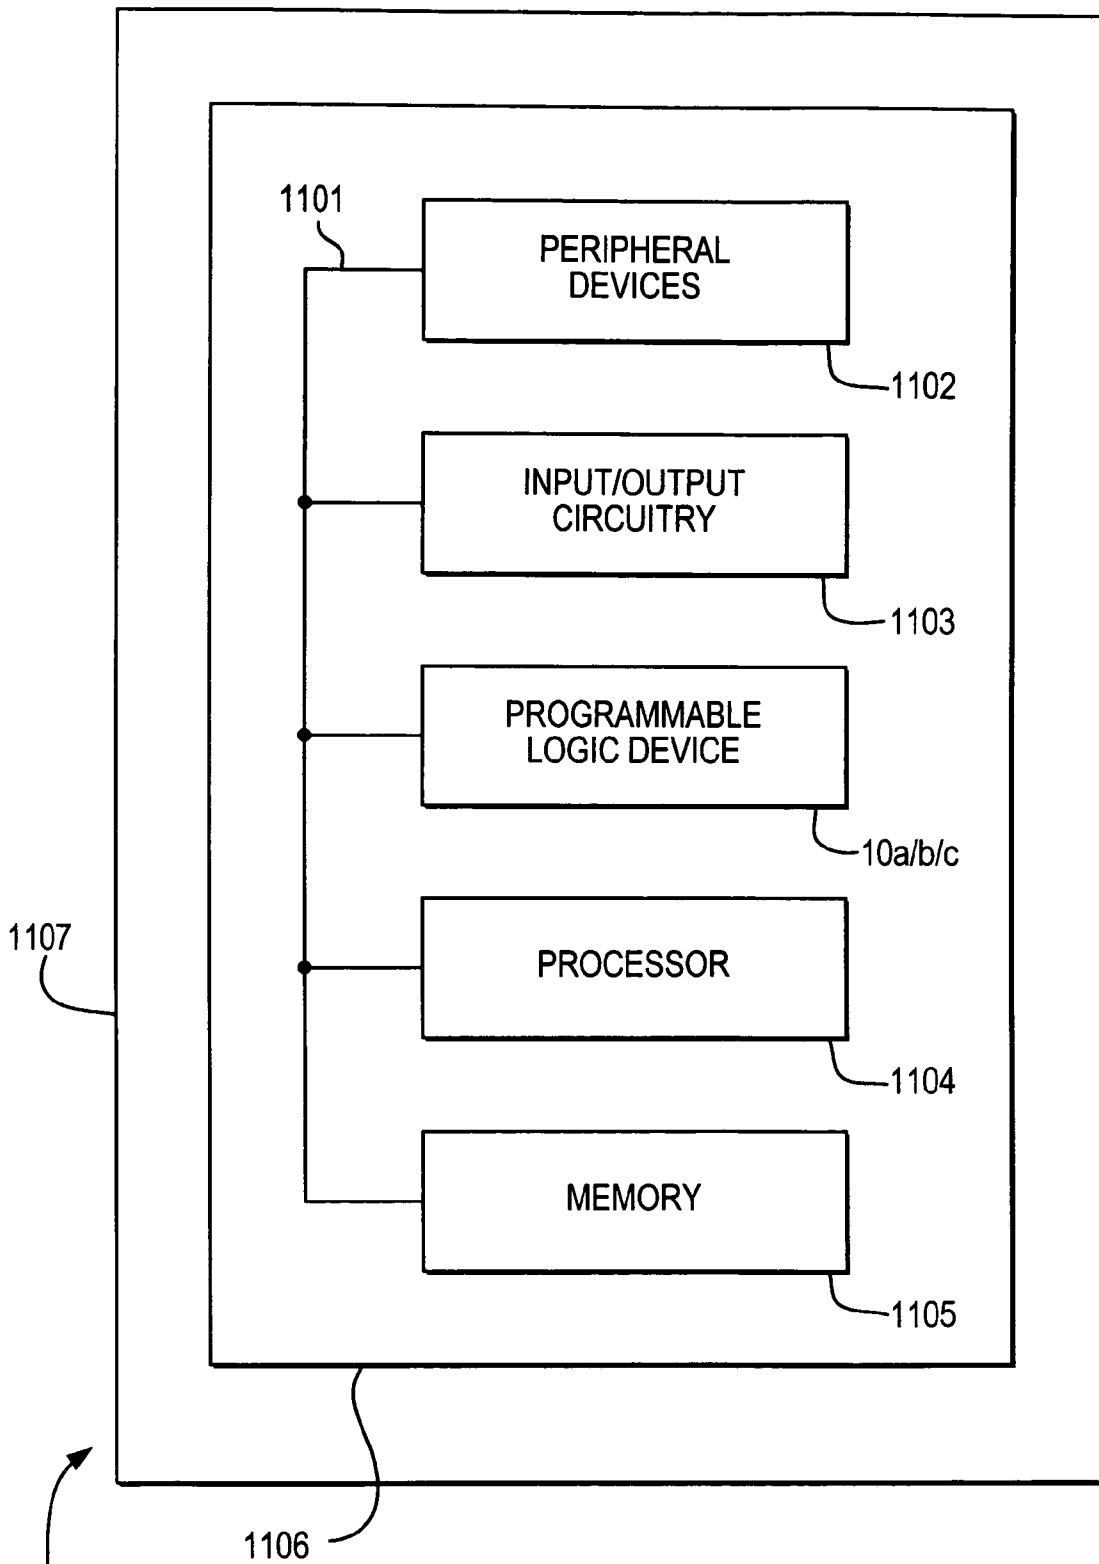 1101
PERIPHERAL
DEVICES
1102
INPUT/OUTPUT
CIRCUITRY
1103
PROGRAMMABLE
LOGIC DEVICE
10a/b/c
1107
PROCESSOR
1104
MEMORY
1105
1106